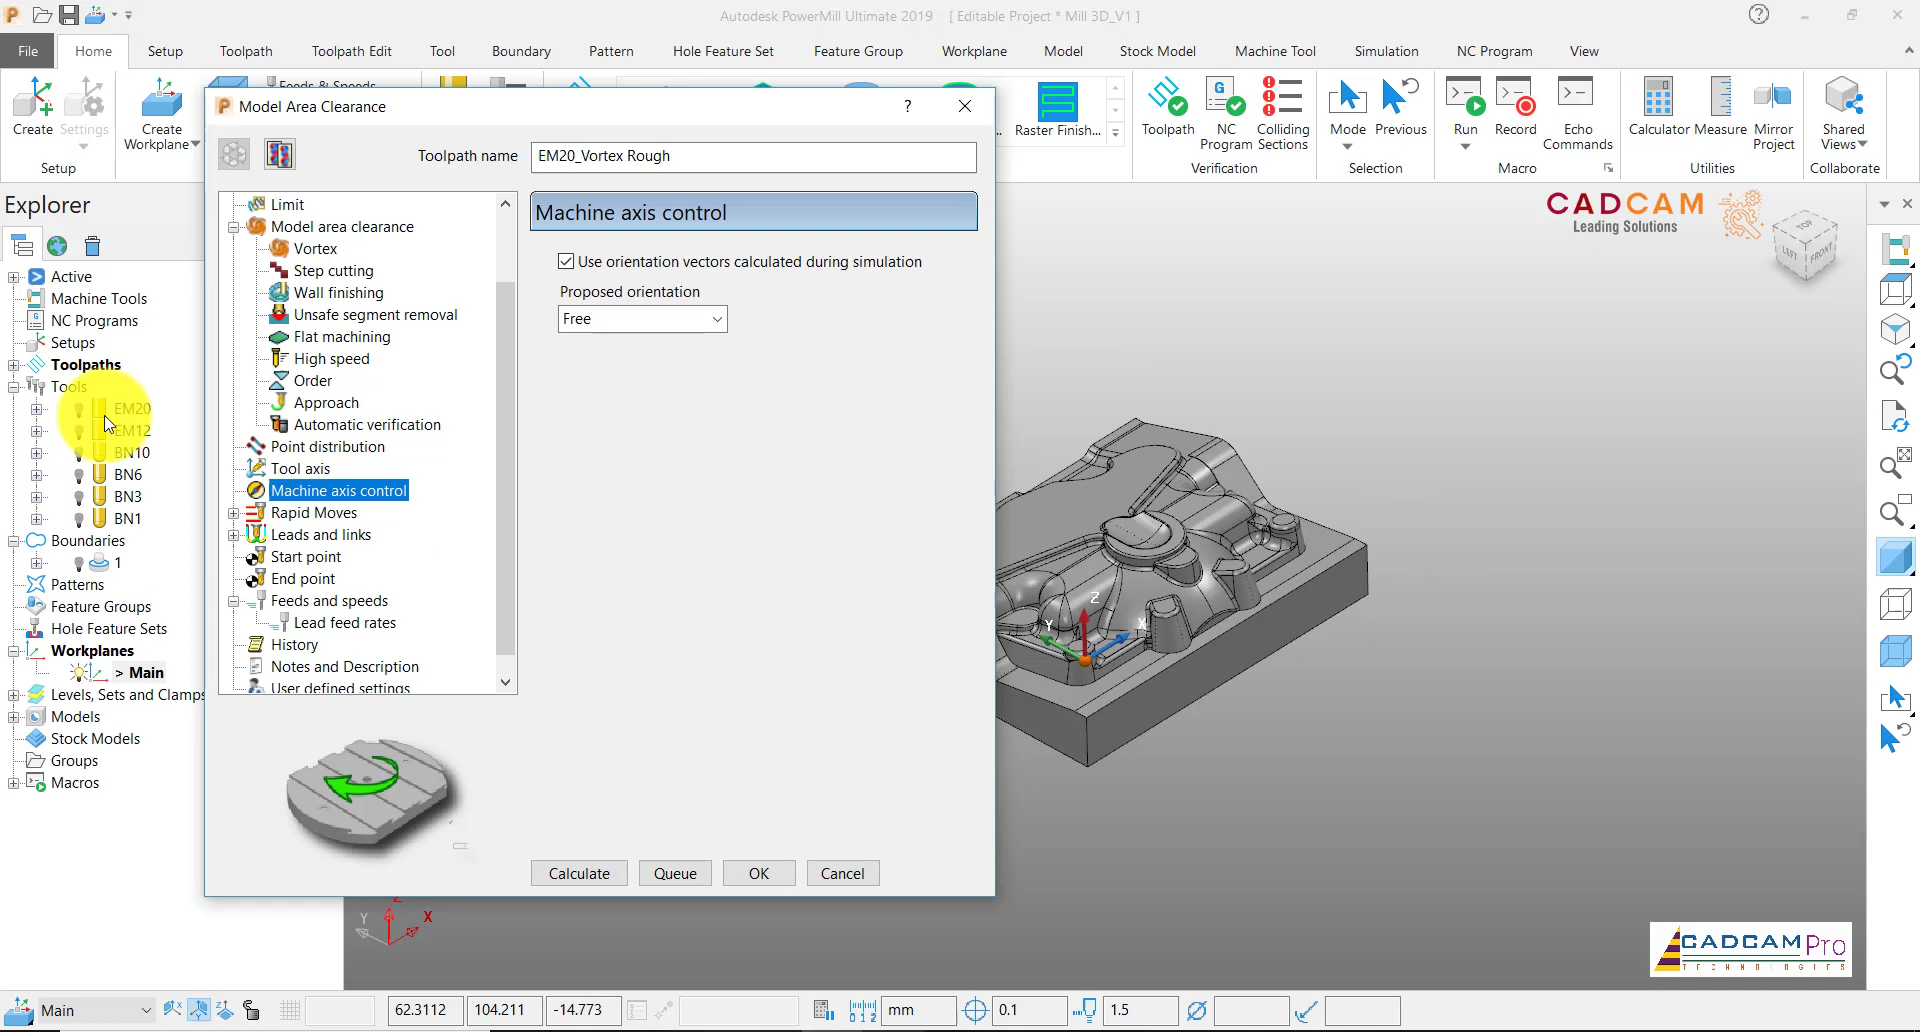 Autodesk PowerMill Ultimate 2019 [ Editable Project * Mill 3D_V1 ]
File Home Setup Toolpath Toolpath Edit Tool Boundary Pattern Hole Feature Set Feature Group Workplane Model Stock Model Machine Tool Simulation NC Program View
Create Settings Create Workplane Raster Finish... Toolpath NC Program Colliding Sections Mode Previous Run Record Echo Commands Calculator Measure Mirror Project Shared Views
Setup Verification Selection Macro Utilities Collaborate
Model Area Clearance ?
Toolpath name EM20_Vortex Rough
Explorer
Active
Machine Tools
NC Programs
Setups
Toolpaths
Tools
EM20
EM12
BN10
BN6
BN3
BN1
Boundaries
1
Patterns
Feature Groups
Hole Feature Sets
Workplanes
> Main
Levels, Sets and Clamps
Models
Stock Models
Groups
Macros
Limit
Model area clearance
Vortex
Step cutting
Wall finishing
Unsafe segment removal
Flat machining
High speed
Order
Approach
Automatic verification
Point distribution
Tool axis
Machine axis control
Rapid Moves
Leads and links
Start point
End point
Feeds and speeds
Lead feed rates
History
Notes and Description
User defined settings
Machine axis control
Use orientation vectors calculated during simulation
Proposed orientation
Free
Calculate Queue OK Cancel
CADCAM
Leading Solutions
TOP
LEFT FRONT
Z
Y X
Z
Y X
CADCAM Pro
TECHNOLOGIES
Main 62.3112 104.211 -14.773 mm 0.1 1.5